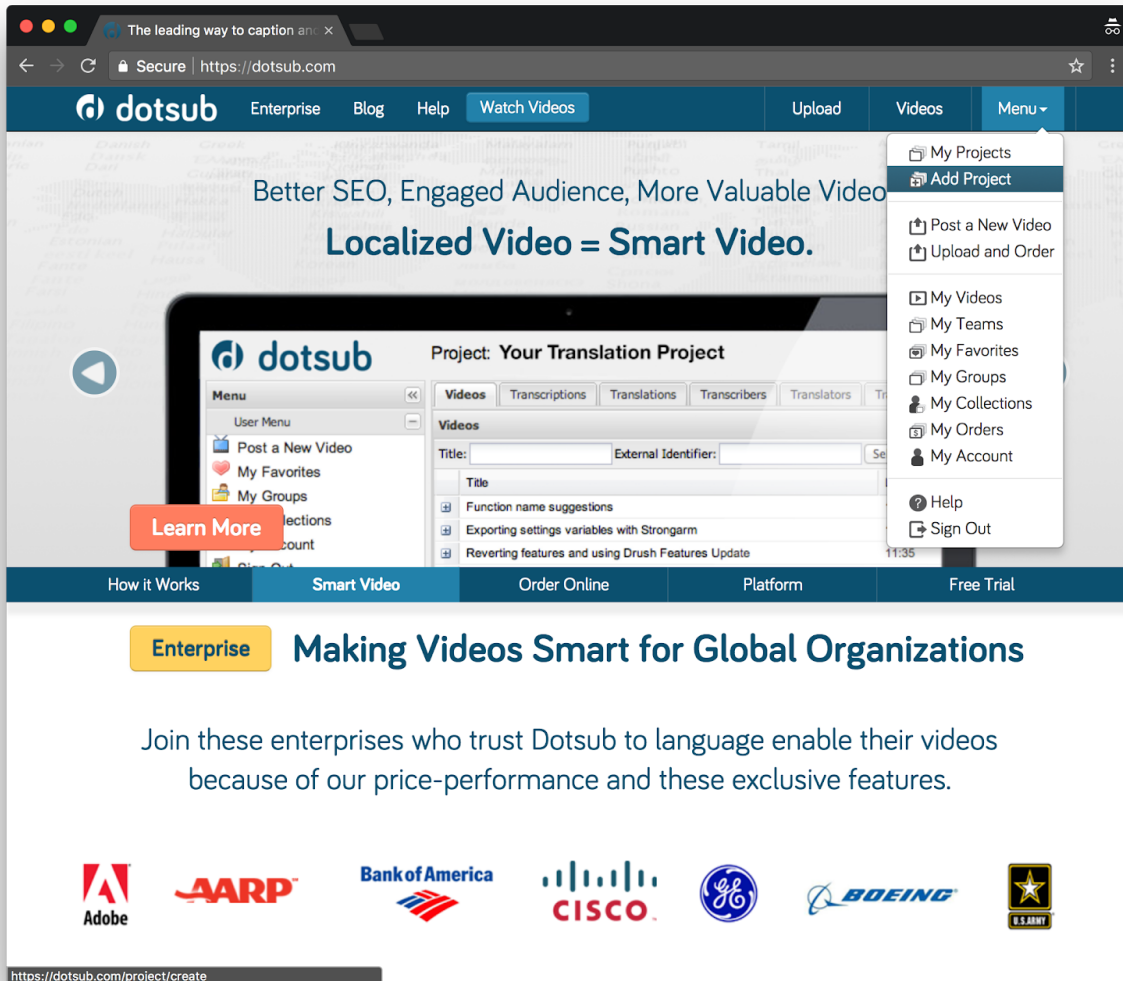 The leading way to caption an
Secure | https://dotsub.com
dotsub
Enterprise
Blog
Help
Watch Videos
Upload
Videos
Menu
My Projects
Add Project
Post a New Video
Upload and Order
My Videos
My Teams
My Favorites
My Groups
My Collections
My Orders
My Account
Help
Sign Out
Better SEO, Engaged Audience, More Valuable Video
Localized Video = Smart Video.
dotsub
Project: Your Translation Project
Menu
User Menu
Post a New Video
My Favorites
My Groups
lections
ount
Sign Out
Videos
Transcriptions
Translations
Transcribers
Translators
Videos
Title:
External Identifier:
Se
Title
Function name suggestions
Exporting settings variables with Strongarm
Reverting features and using Drush Features Update
11:35
Learn More
How it Works
Smart Video
Order Online
Platform
Free Trial
Enterprise
Making Videos Smart for Global Organizations
Join these enterprises who trust Dotsub to language enable their videos
because of our price-performance and these exclusive features.
Adobe
AARP
Bank of America
CISCO
GE
BOEING
U.S.ARMY
https://dotsub.com/project/create